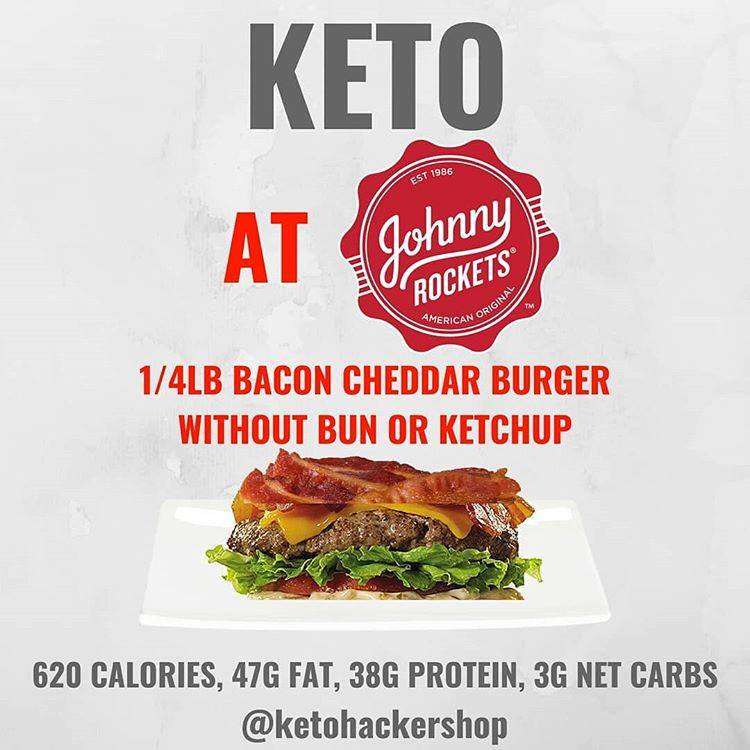 KETO
AT
EST 1986
Johnny
ROCKETS®
AMERICAN ORIGINAL
TM
1/4LB BACON CHEDDAR BURGER
WITHOUT BUN OR KETCHUP
620 CALORIES, 47G FAT, 38G PROTEIN, 3G NET CARBS
@ketohackershop